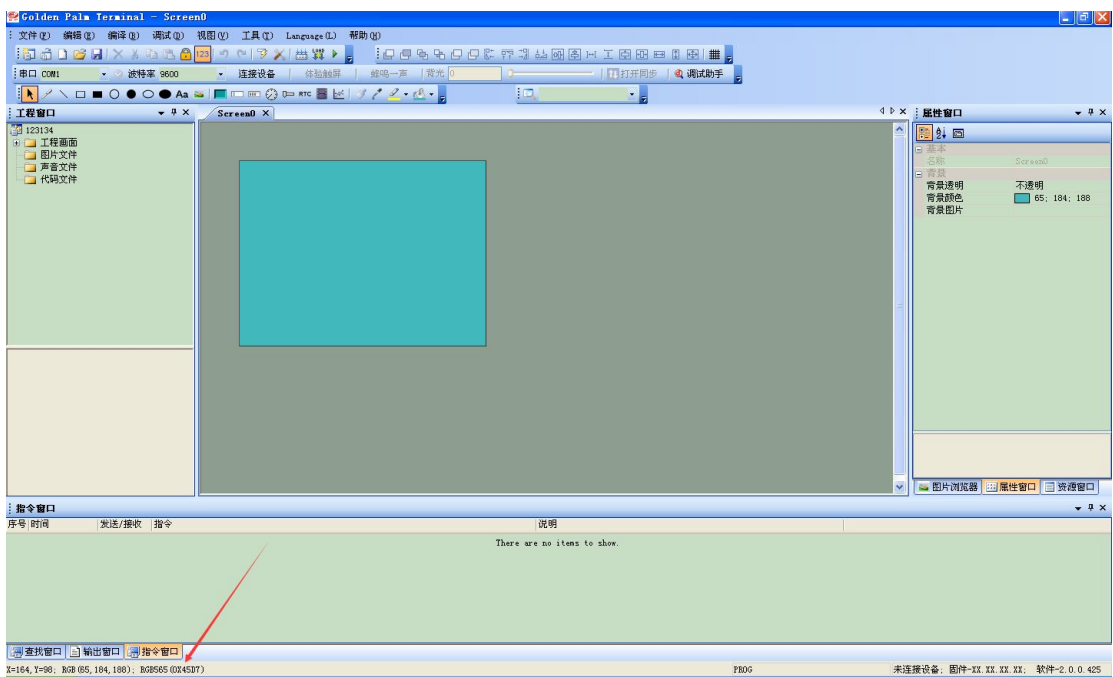 Golden Palm Terminal - Screen0
文件(F) 编辑(E) 编译(B) 调试(D) 视图(V) 工具(T) Language(L) 帮助(H)
123
串口 COM1 波特率 9600 连接设备 体验触屏 蜂鸣一声 背光 0 打开同步 调试助手
Aa RTC
工程窗口
Screen0
属性窗口
123134
工程画面
图片文件
声音文件
代码文件
基本
名称 Screen0
背景
背景透明 不透明
背景颜色 65; 184; 188
背景图片
图片浏览器 属性窗口 资源窗口
指令窗口
序号 时间 发送/接收 指令 说明
There are no items to show.
查找窗口 输出窗口 指令窗口
X=164,Y=98; RGB(65,184,188); RGB565(0X45D7) PROG 未连接设备; 固件-XX.XX.XX.XX; 软件-2.0.0.425